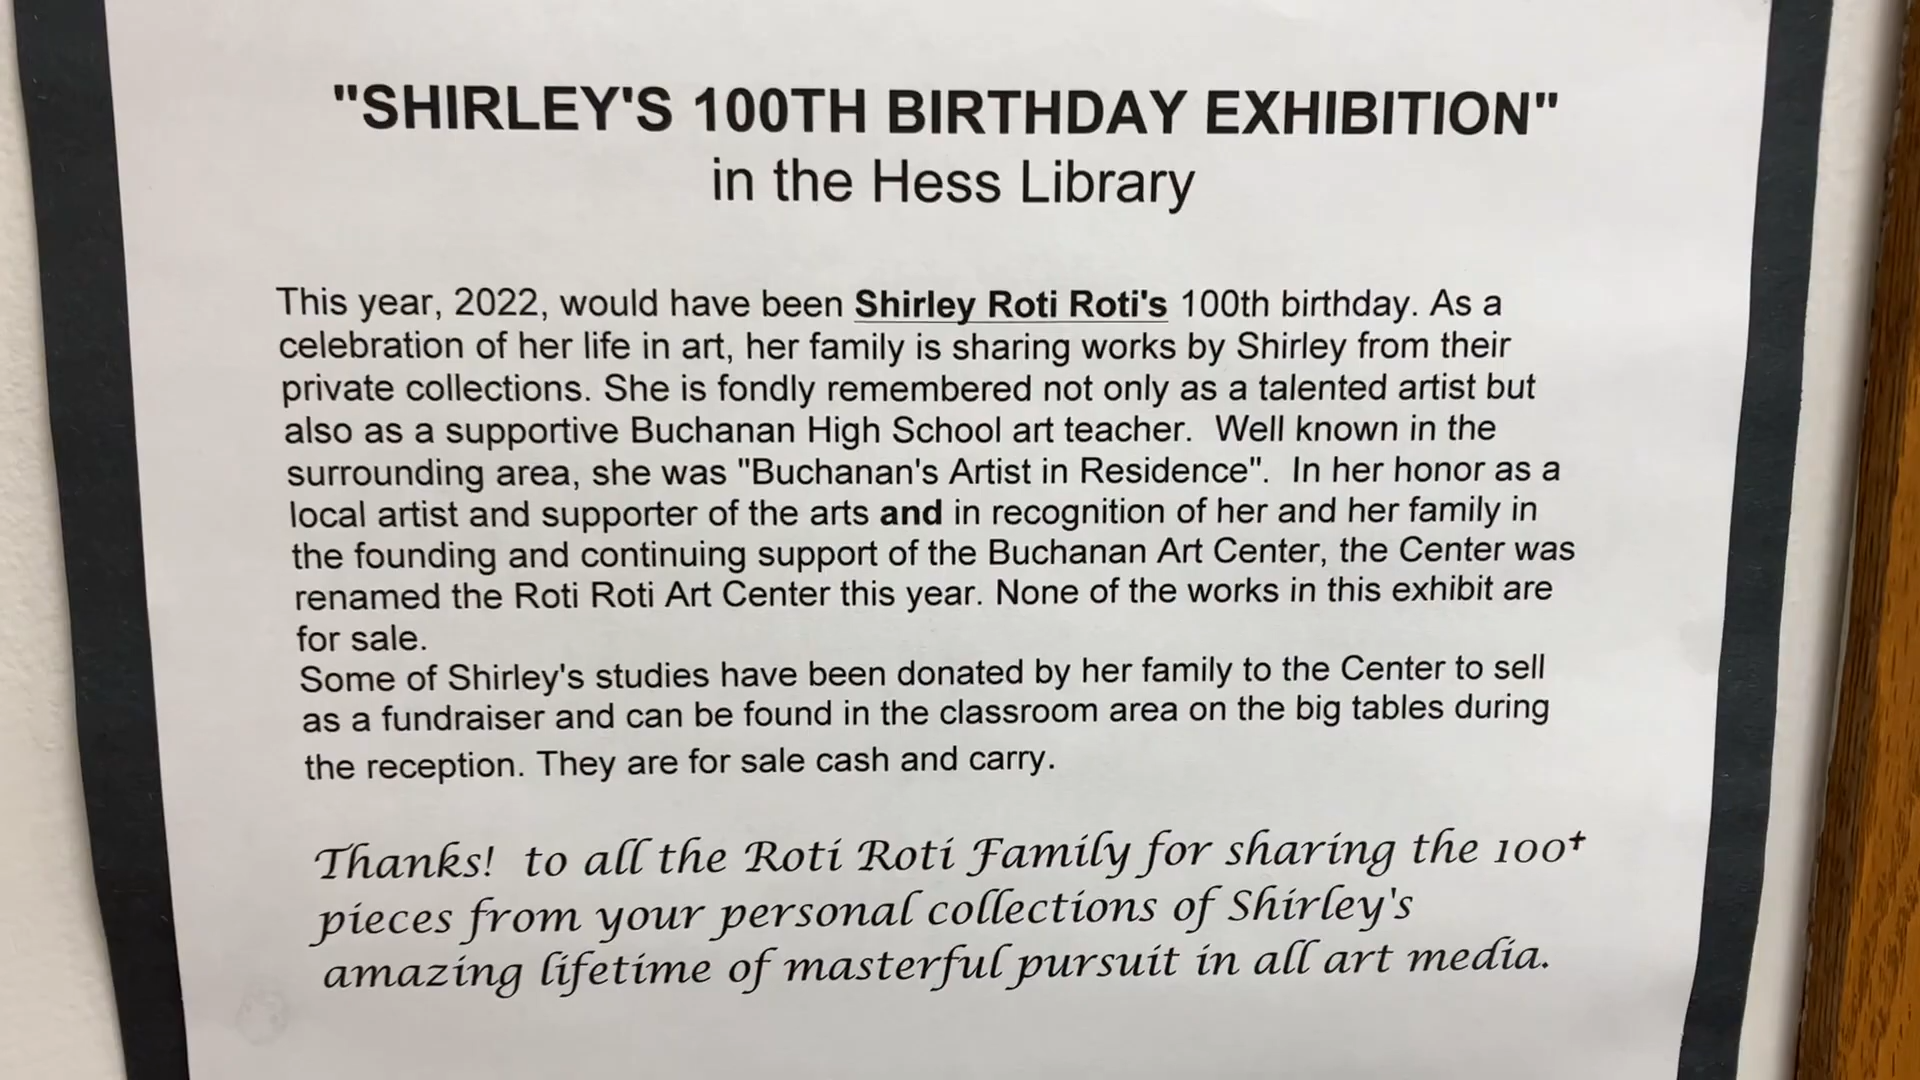 "SHIRLEY'S 100TH BIRTHDAY EXHIBITION"
in the Hess Library
This year, 2022, would have been Shirley Roti Roti's 100th birthday. As a
celebration of her life in art, her family is sharing works by Shirley from their
private collections. She is fondly remembered not only as a talented artist but
also as a supportive Buchanan High School art teacher. Well known in the
surrounding area, she was "Buchanan's Artist in Residence". In her honor as a
local artist and supporter of the arts and in recognition of her and her family in
the founding and continuing support of the Buchanan Art Center, the Center was
renamed the Roti Roti Art Center this year. None of the works in this exhibit are
for sale.
Some of Shirley's studies have been donated by her family to the Center to sell
as a fundraiser and can be found in the classroom area on the big tables during
the reception. They are for sale cash and carry.
Thanks! to all the Roti Roti Family for sharing the 100+
pieces from your personal collections of Shirley's
amazing lifetime of masterful pursuit in all art media.